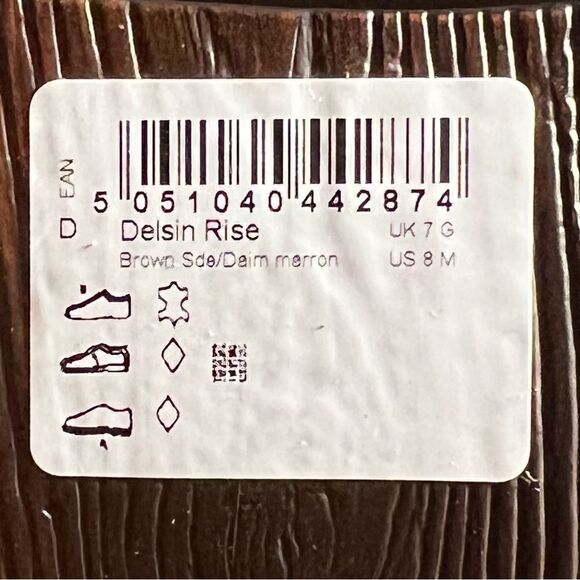 EAN
5 051040 442874
D Delsin Rise UK 7 G
Brown Sde/Daim marron US 8 M